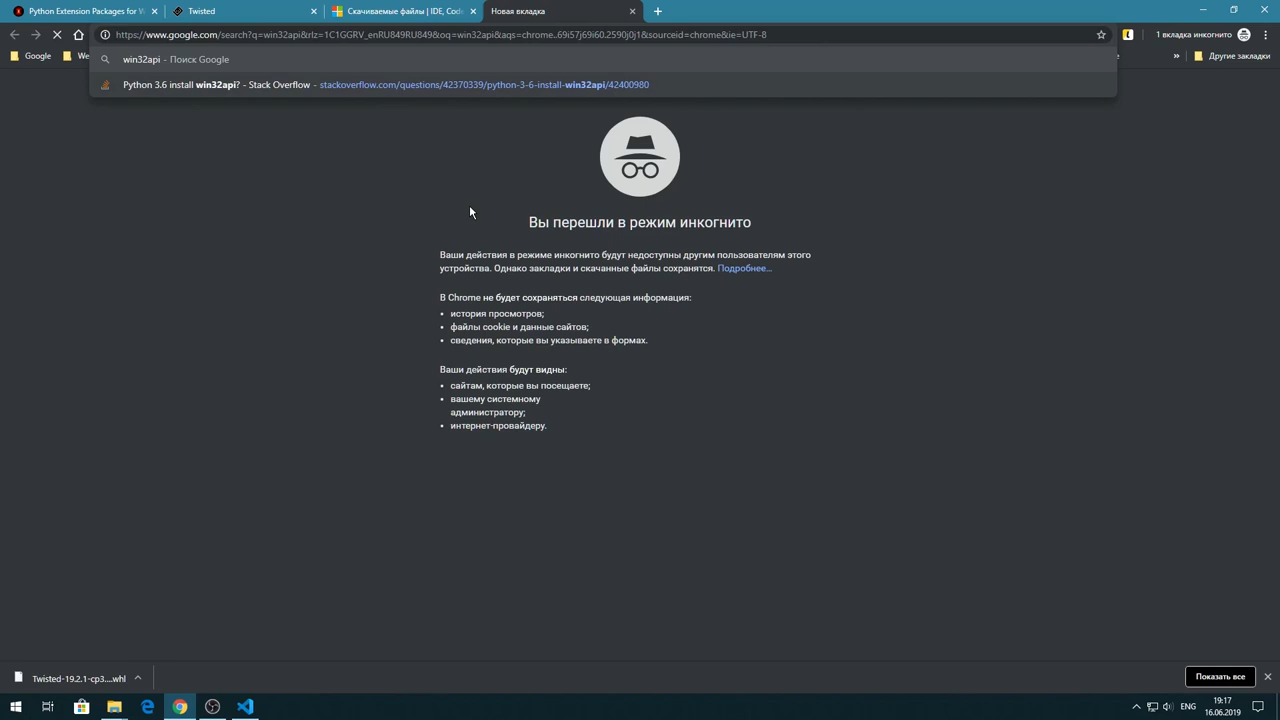 Python Extension Packages for W
Twisted
Скачиваемые файлы | IDE, Code
Новая вкладка
https://www.google.com/search?q=win32api&rlz=1C1GGRV_enRU849RU849&oq=win32api&aqs=chrome..69i57j69i60.2590j0j1&sourceid=chrome&ie=UTF-8
1 вкладка инкогнито
Google
We
win32api - Поиск Google
»
Другие закладки
Python 3.6 install win32api? - Stack Overflow - stackoverflow.com/questions/42370339/python-3-6-install-win32api/42400980
Вы перешли в режим инкогнито
Ваши действия в режиме инкогнито будут недоступны другим пользователям этого
устройства. Однако закладки и скачанные файлы сохранятся. Подробнее...
В Chrome не будет сохраняться следующая информация:
• история просмотров;
• файлы cookie и данные сайтов;
• сведения, которые вы указываете в формах.
Ваши действия будут видны:
• сайтам, которые вы посещаете;
• вашему системному
администратору;
• интернет-провайдеру.
Twisted-19.2.1-cp3....whl
Показать все
ENG
19:17
16.06.2019